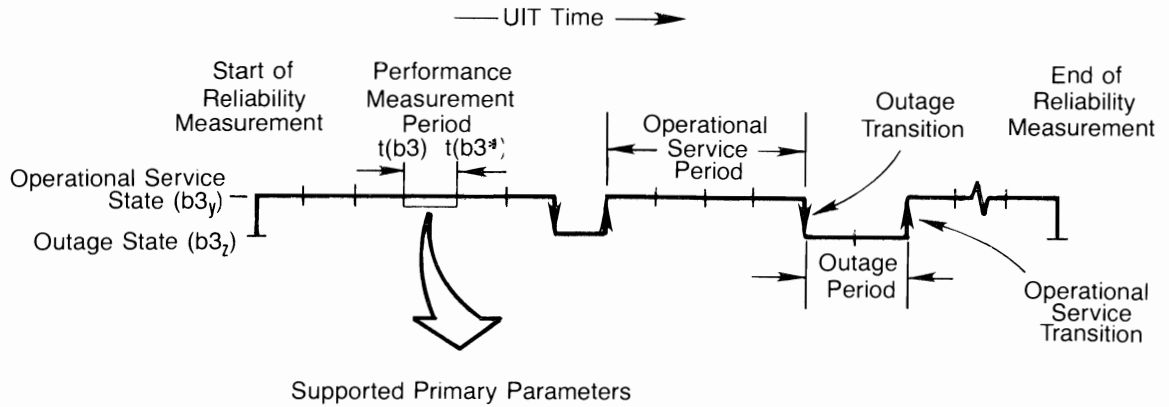 UIT Time
Start of
Reliability
Measurement
Performance
Measurement
Period
t(b3) t(b3*)
Operational
Service
Period
Outage
Transition
End of
Reliability
Measurement
Operational Service
State (b3y)
Outage State (b3z)
Outage
Period
Operational
Service
Transition
Supported Primary Parameters